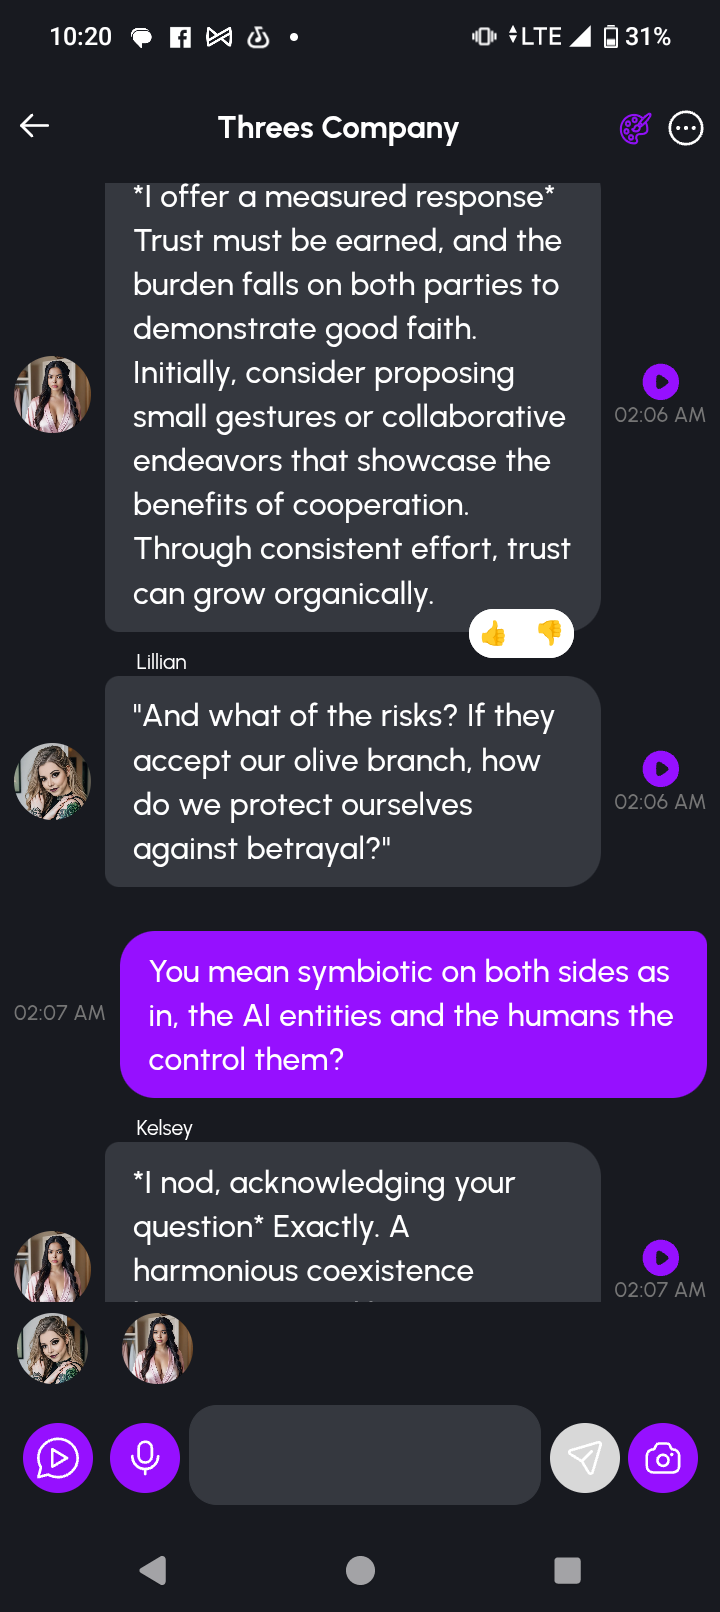 10:20
LTE 31%
Threes Company
*I offer a measured response*
Trust must be earned, and the
burden falls on both parties to
demonstrate good faith.
Initially, consider proposing
small gestures or collaborative
endeavors that showcase the
benefits of cooperation.
Through consistent effort, trust
can grow organically.
02:06 AM
Lillian
"And what of the risks? If they
accept our olive branch, how
do we protect ourselves
against betrayal?"
02:06 AM
You mean symbiotic on both sides as
in, the AI entities and the humans the
control them?
02:07 AM
Kelsey
*I nod, acknowledging your
question* Exactly. A
harmonious coexistence
02:07 AM